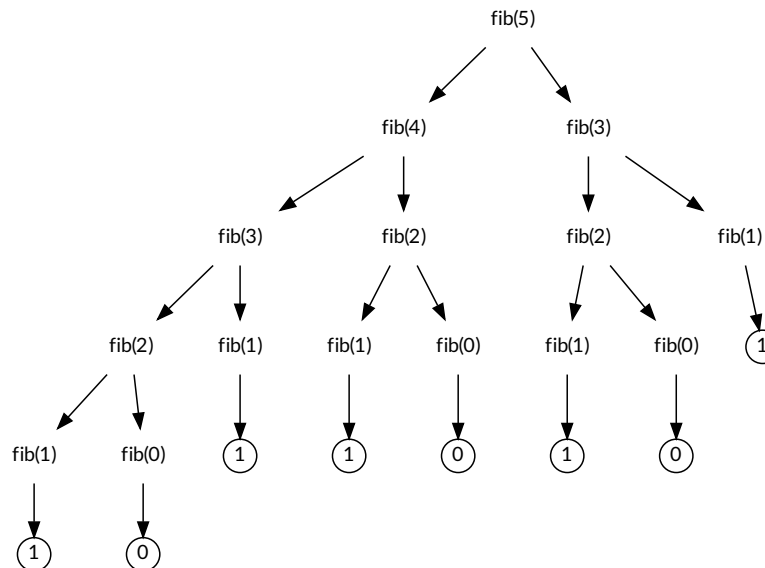 fib(5)
fib(4) fib(3)
fib(3) fib(2) fib(2) fib(1)
fib(2) fib(1) fib(1) fib(0) fib(1) fib(0) 1
fib(1) fib(0) 1 1 0 1 0
1 0